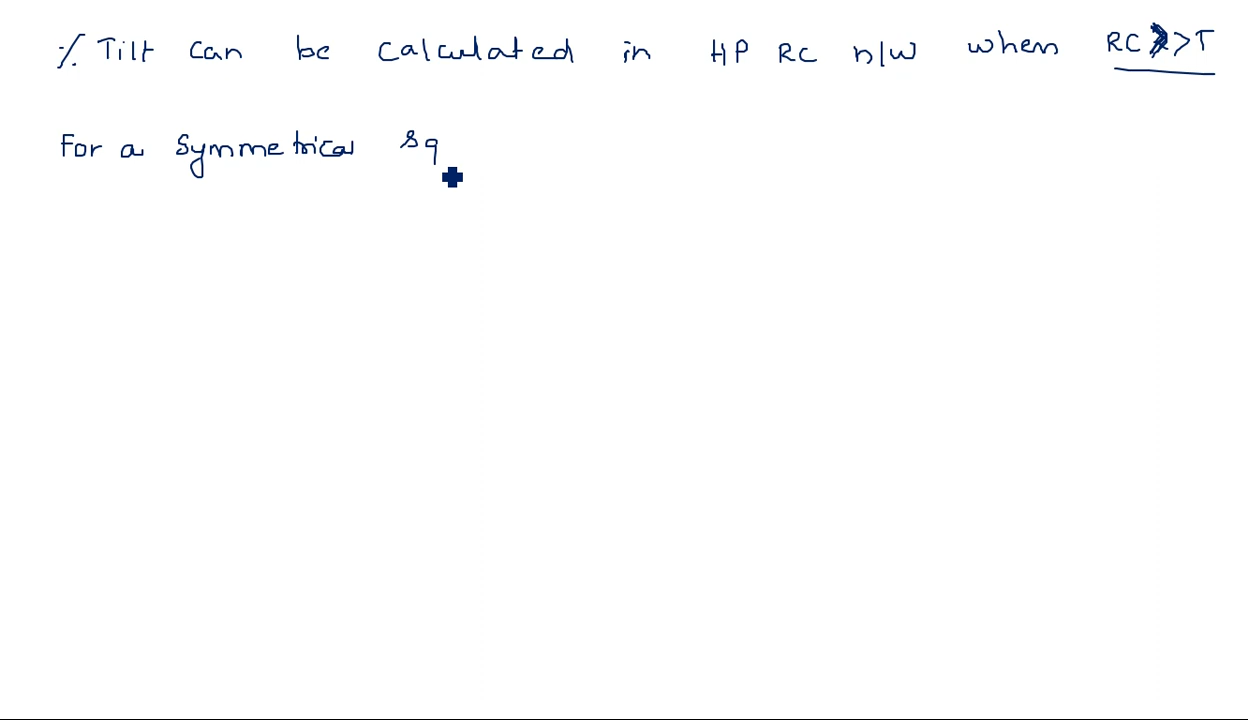 % Tilt can be calculated in HP RC n/w when RC >> T
For a symmetrical sq